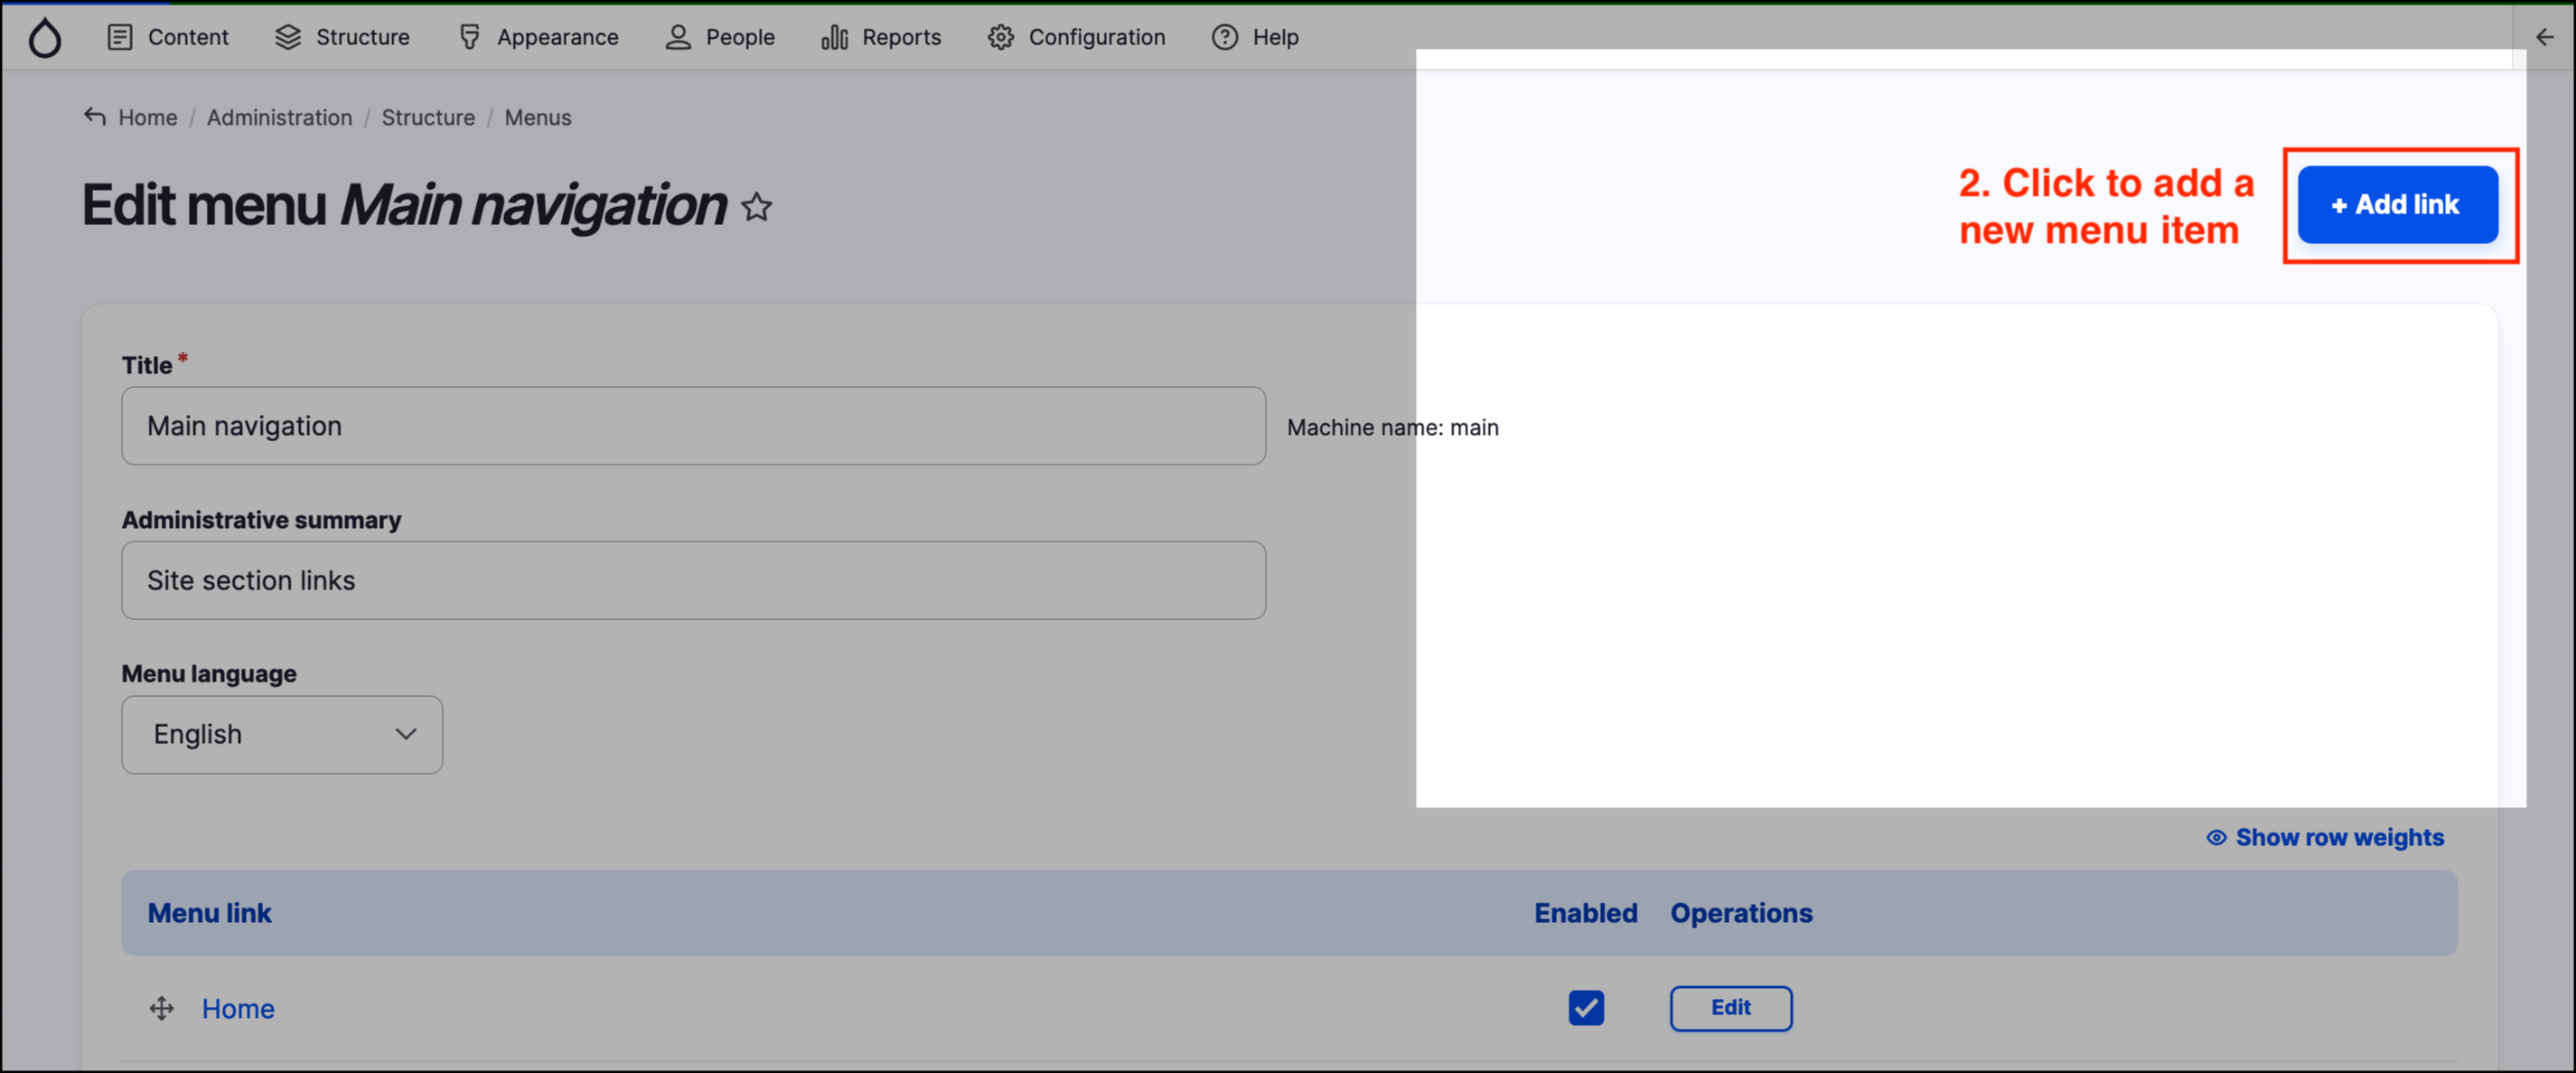 Content Structure Appearance People Reports Configuration Help
Home / Administration / Structure / Menus
Edit menu Main navigation
2. Click to add a
new menu item
+ Add link
Title *
Main navigation
Machine name: main
Administrative summary
Site section links
Menu language
English
Show row weights
Menu link Enabled Operations
Home Edit